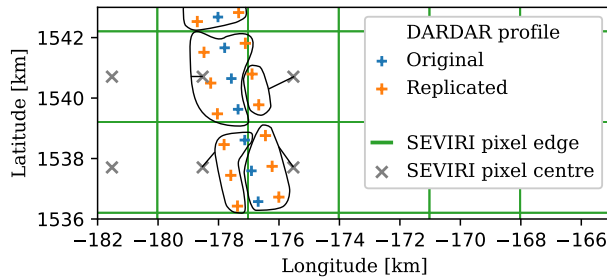 Latitude [km]
1542
1540
1538
1536
DARDAR profile
Original
Replicated
SEVIRI pixel edge
SEVIRI pixel centre
−182 −180 −178 −176 −174 −172 −170 −168 −166
Longitude [km]